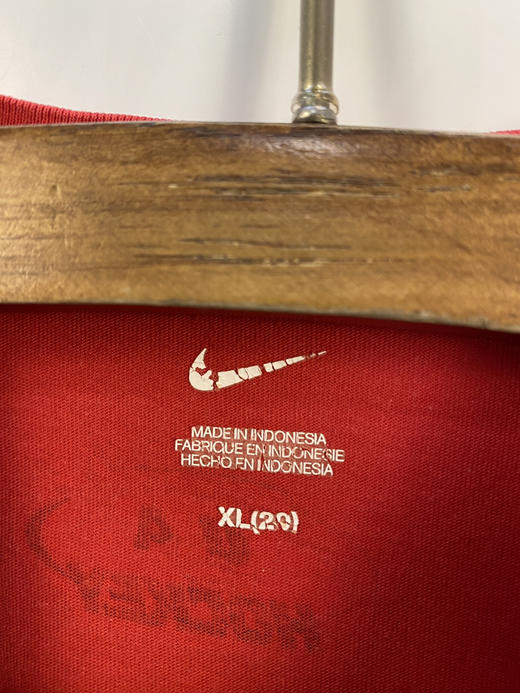 MADE IN INDONESIA
FABRIQUE EN INDONESIE
HECHO EN INDONESIA
XL(20)